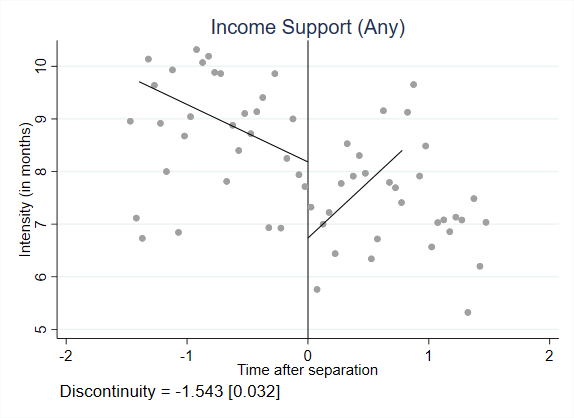 Income Support (Any)
Intensity (in months)
10
9
8
7
6
5
-2
-1
0
1
2
Time after separation
Discontinuity = -1.543 [0.032]